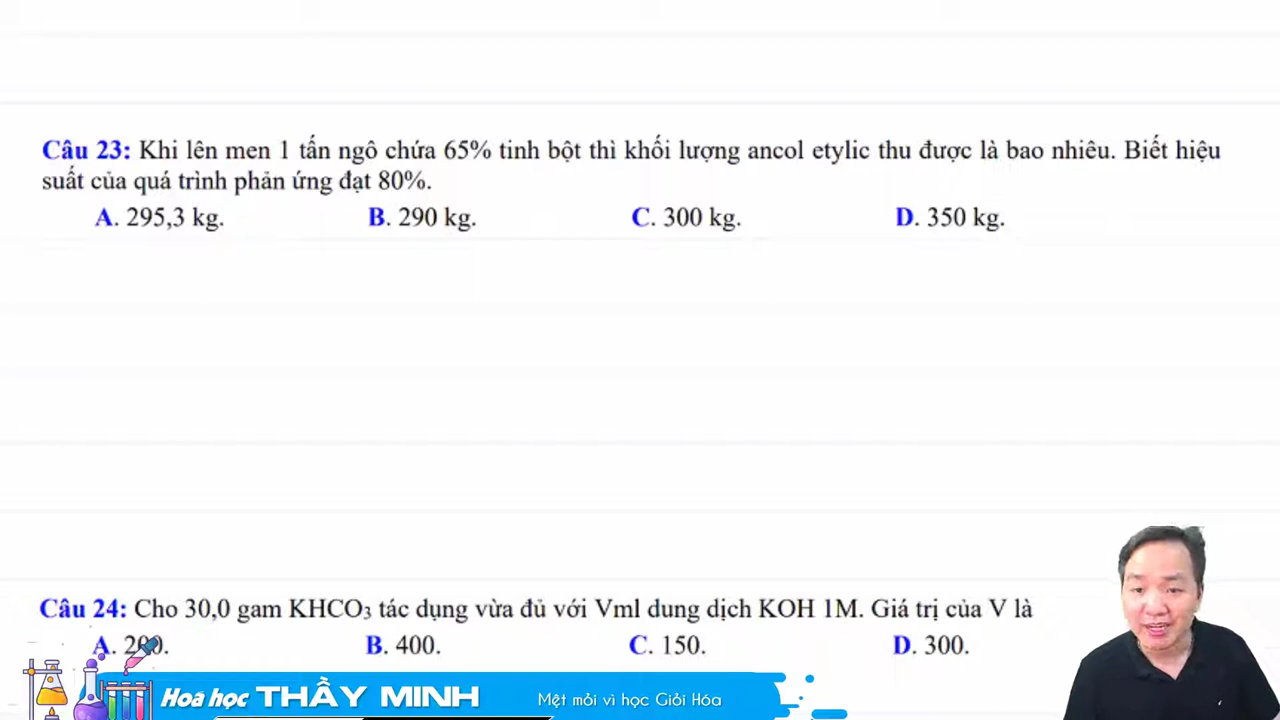 Câu 23: Khi lên men 1 tấn ngô chứa 65% tinh bột thì khối lượng ancol etylic thu được là bao nhiêu. Biết hiệu
suất của quá trình phản ứng đạt 80%.
A. 295,3 kg. B. 290 kg. C. 300 kg. D. 350 kg.
Câu 24: Cho 30,0 gam KHCO₃ tác dụng vừa đủ với Vml dung dịch KOH 1M. Giá trị của V là
A. 200. B. 400. C. 150. D. 300.
Hoá học THẦY MINH Mệt mỏi vì học Giỏi Hóa